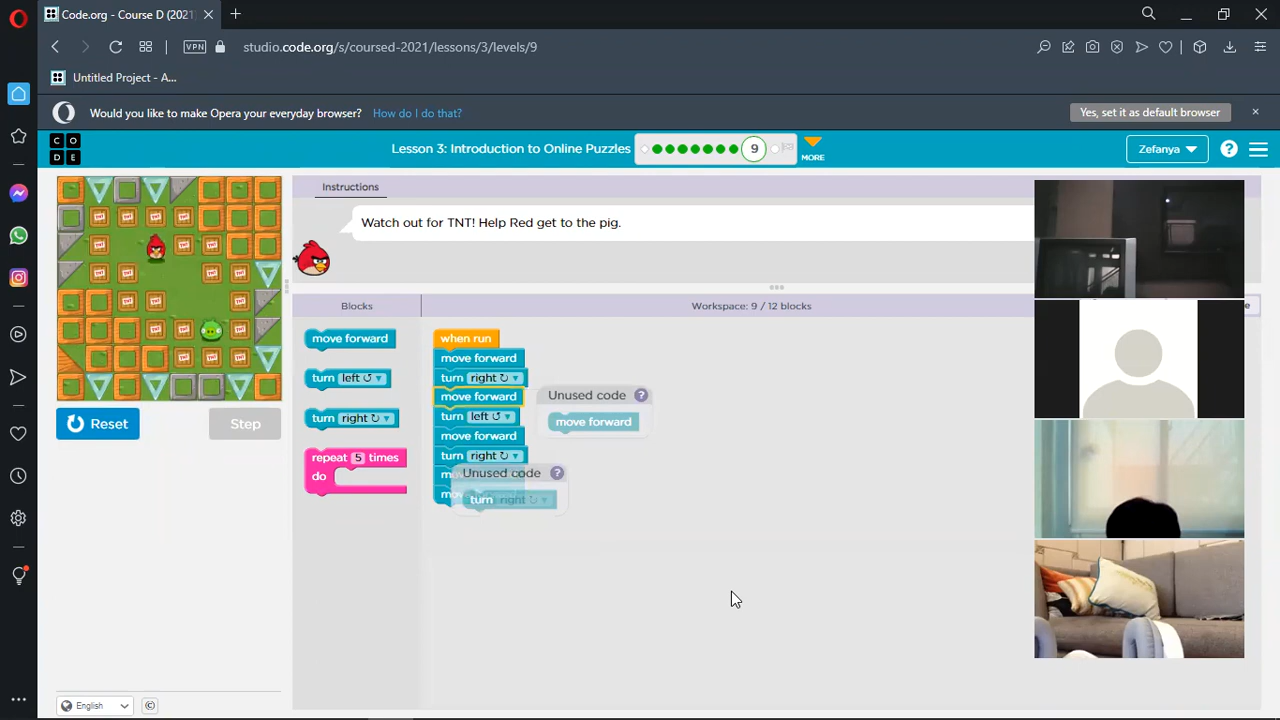 Code.org - Course D (2021)
VPN
studio.code.org/s/coursed-2021/lessons/3/levels/9
Untitled Project - A...
Would you like to make Opera your everyday browser? How do I do that?
Yes, set it as default browser
C O
D E
Lesson 3: Introduction to Online Puzzles
9
MORE
Zefanya
Instructions
Watch out for TNT! Help Red get to the pig.
Reset
Step
Blocks
Workspace: 9 / 12 blocks
move forward
turn left
turn right
repeat 5 times
do
when run
move forward
turn right
move forward
turn left
move forward
turn right
Unused code
move forward
Unused code
turn right
English